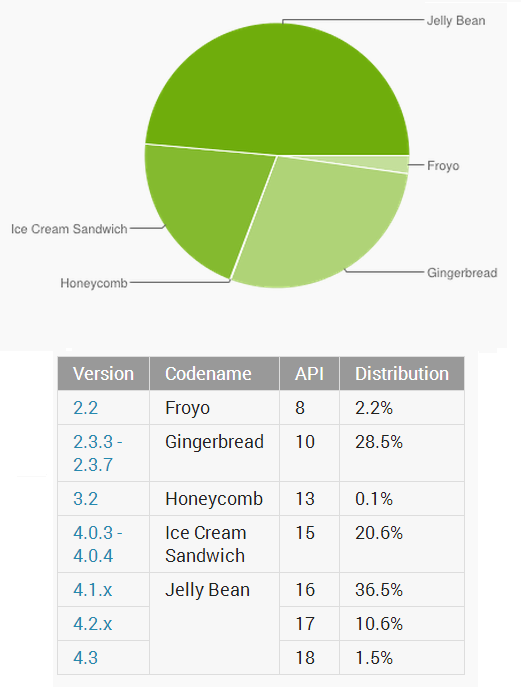 Jelly Bean
Froyo
Ice Cream Sandwich
Gingerbread
Honeycomb
Version Codename API Distribution
2.2 Froyo 8 2.2%
2.3.3 - Gingerbread 10 28.5%
2.3.7
3.2 Honeycomb 13 0.1%
4.0.3 - Ice Cream 15 20.6%
4.0.4 Sandwich
4.1.x Jelly Bean 16 36.5%
4.2.x 17 10.6%
4.3 18 1.5%